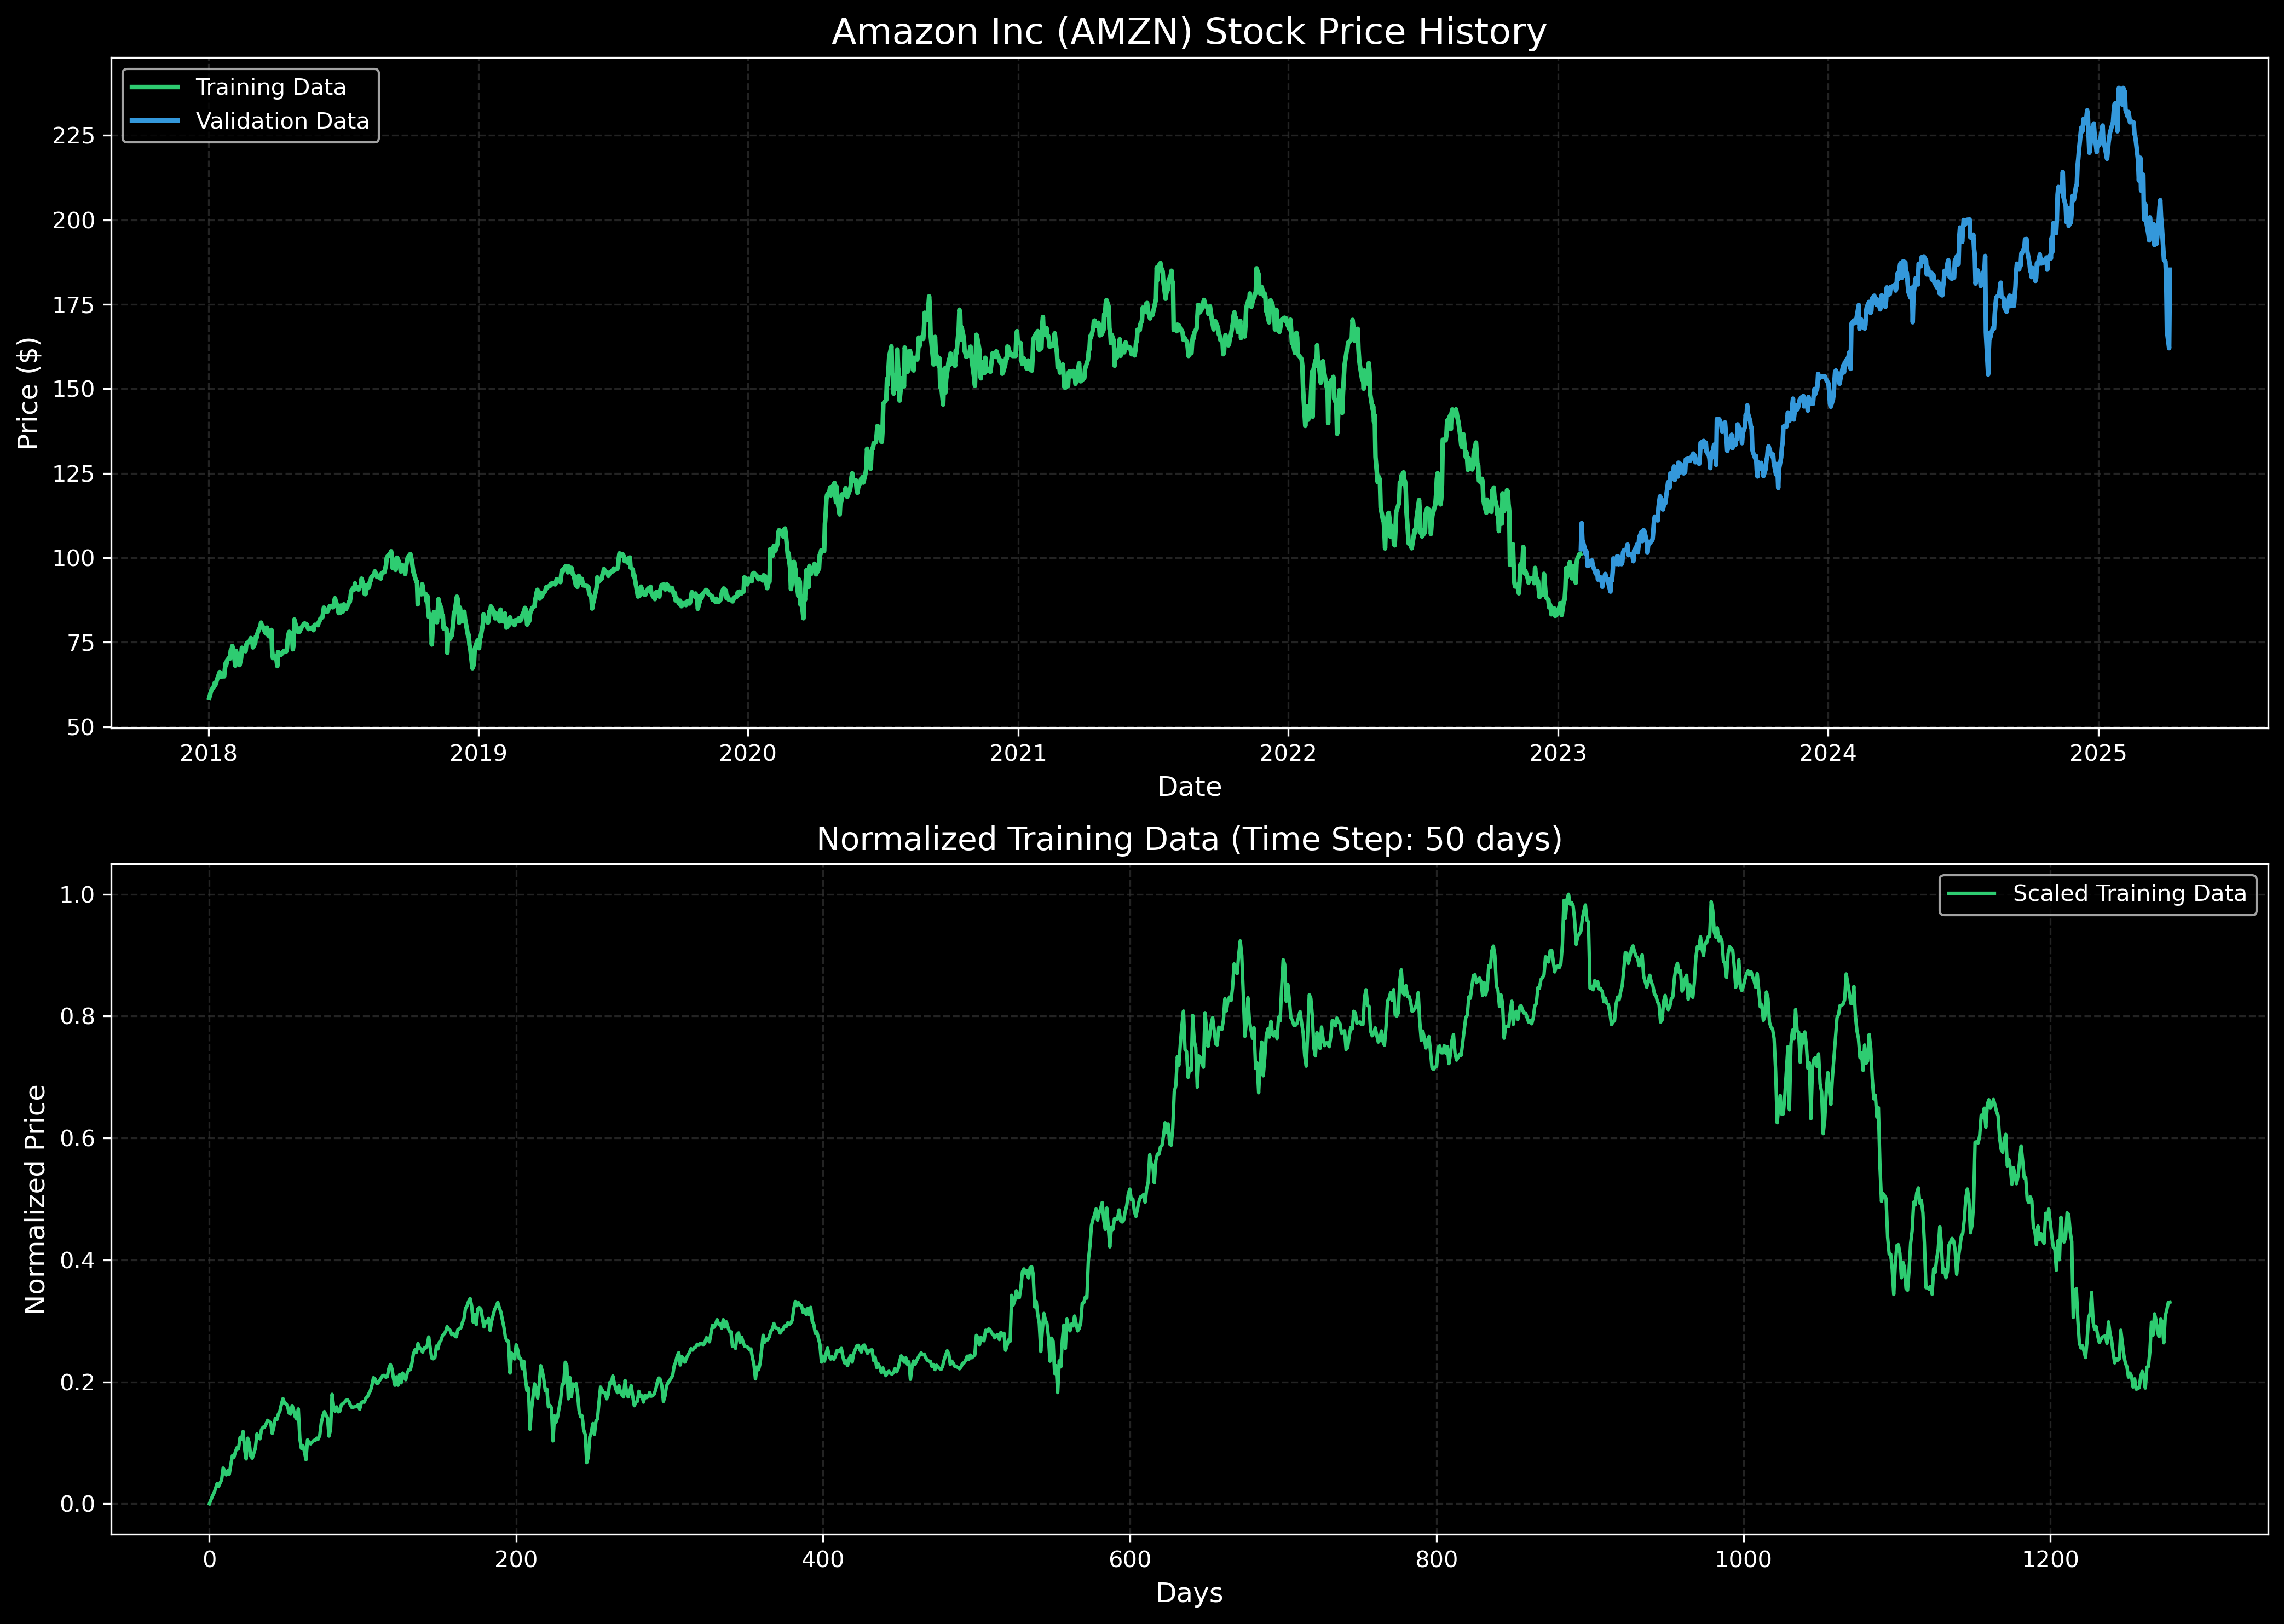 Amazon Inc (AMZN) Stock Price History
Training Data
Validation Data
Price ($)
225
200
175
150
125
100
75
50
2018 2019 2020 2021 2022 2023 2024 2025
Date
Normalized Training Data (Time Step: 50 days)
Scaled Training Data
Normalized Price
1.0
0.8
0.6
0.4
0.2
0.0
0 200 400 600 800 1000 1200
Days